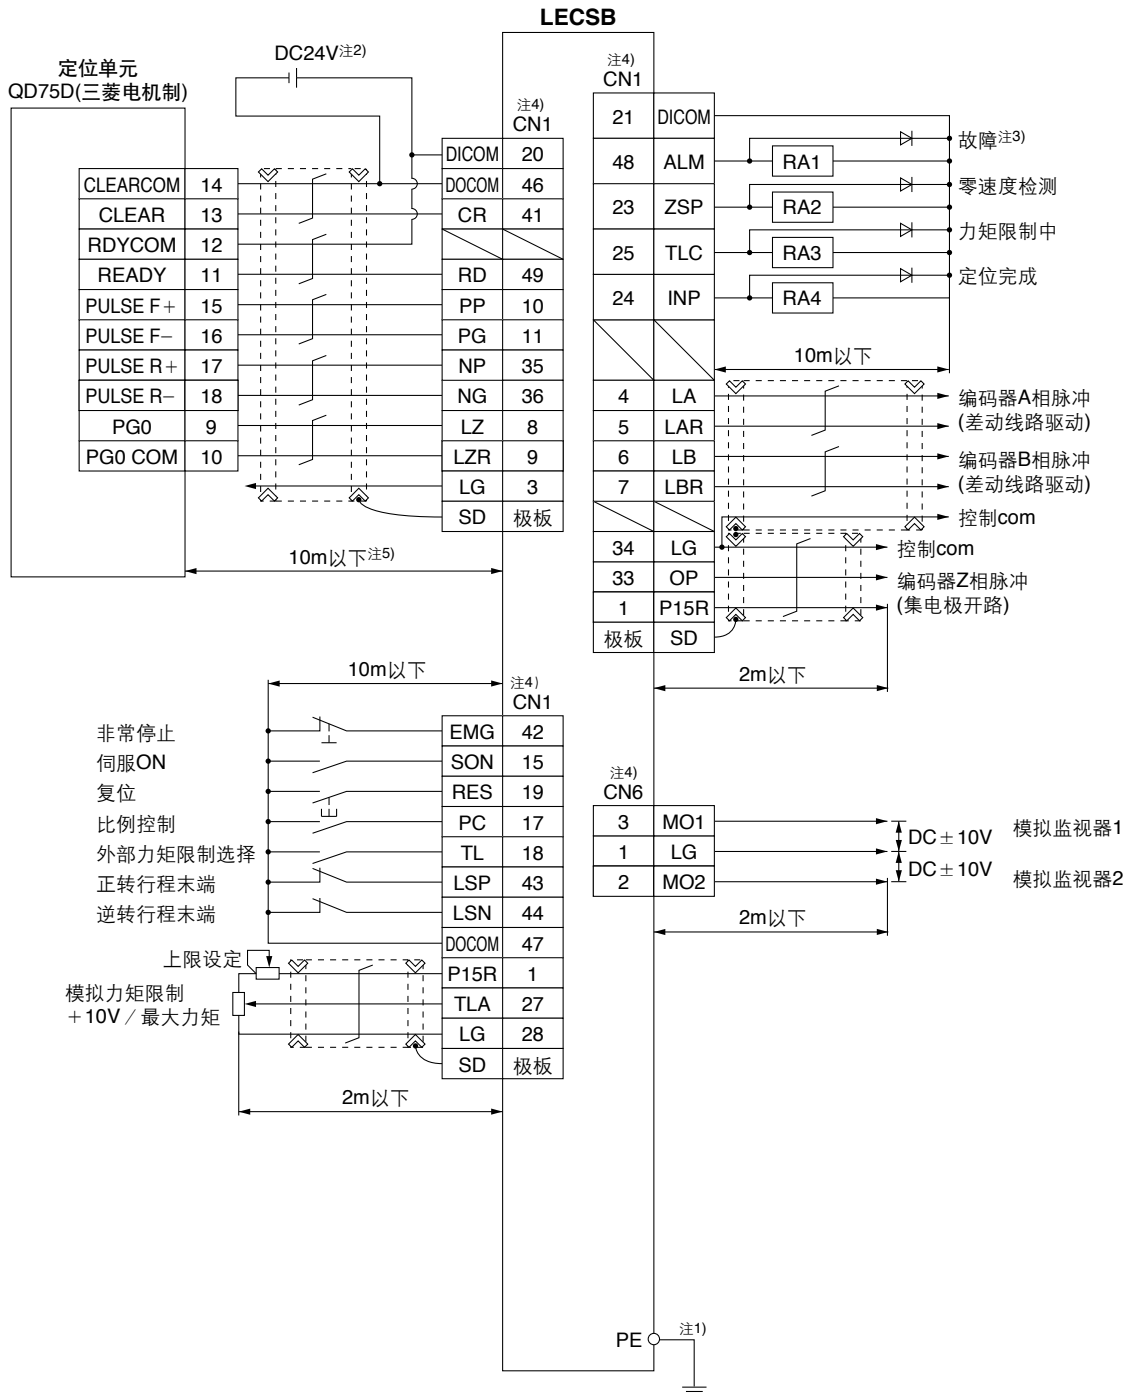 LECSB
DC24V注2)
定位单元
QD75D(三菱电机制)
注4)
CN1
DICOM 20
CLEARCOM 14 DOCOM 46
CLEAR 13 CR 41
RDYCOM 12
READY 11 RD 49
PULSE F+ 15 PP 10
PULSE F− 16 PG 11
PULSE R+ 17 NP 35
PULSE R− 18 NG 36
PG0 9 LZ 8
PG0 COM 10 LZR 9
LG 3
SD 极板
10m以下注5)
注4)
CN1
21 DICOM
48 ALM RA1 故障注3)
23 ZSP RA2 零速度检测
25 TLC RA3 力矩限制中
24 INP RA4 定位完成
10m以下
4 LA 编码器A相脉冲
5 LAR (差动线路驱动)
6 LB 编码器B相脉冲
7 LBR (差动线路驱动)
控制com
34 LG 控制com
33 OP 编码器Z相脉冲
1 P15R (集电极开路)
极板 SD
2m以下
10m以下
注4)
CN1
非常停止 EMG 42
伺服ON SON 15
复位 RES 19
比例控制 PC 17
外部力矩限制选择 TL 18
正转行程末端 LSP 43
逆转行程末端 LSN 44
DOCOM 47
上限设定 P15R 1
模拟力矩限制
+10V/最大力矩 TLA 27
LG 28
SD 极板
2m以下
注4)
CN6
3 MO1 模拟监视器1
DC±10V
1 LG
DC±10V
2 MO2 模拟监视器2
2m以下
PE 注1)